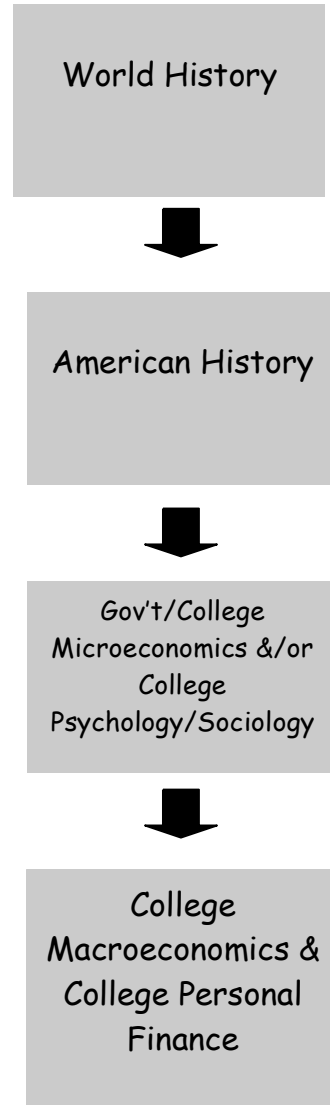 World History
American History
Gov't/College
Microeconomics &/or
College
Psychology/Sociology
College
Macroeconomics &
College Personal
Finance